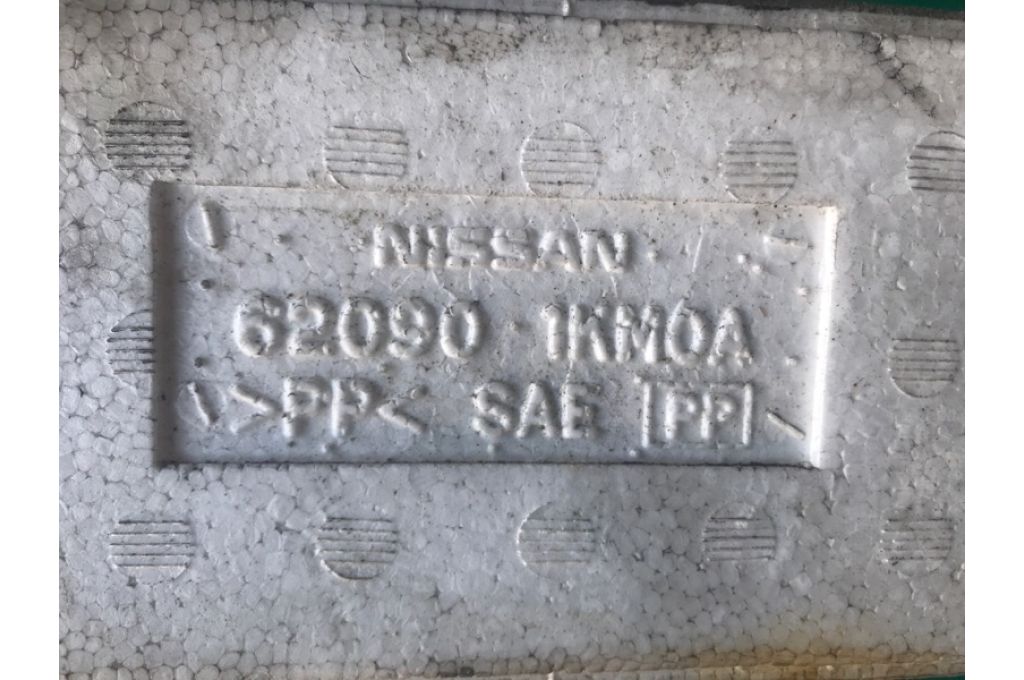 NISSAN
62090 1KM0A
>PP< SAE PP